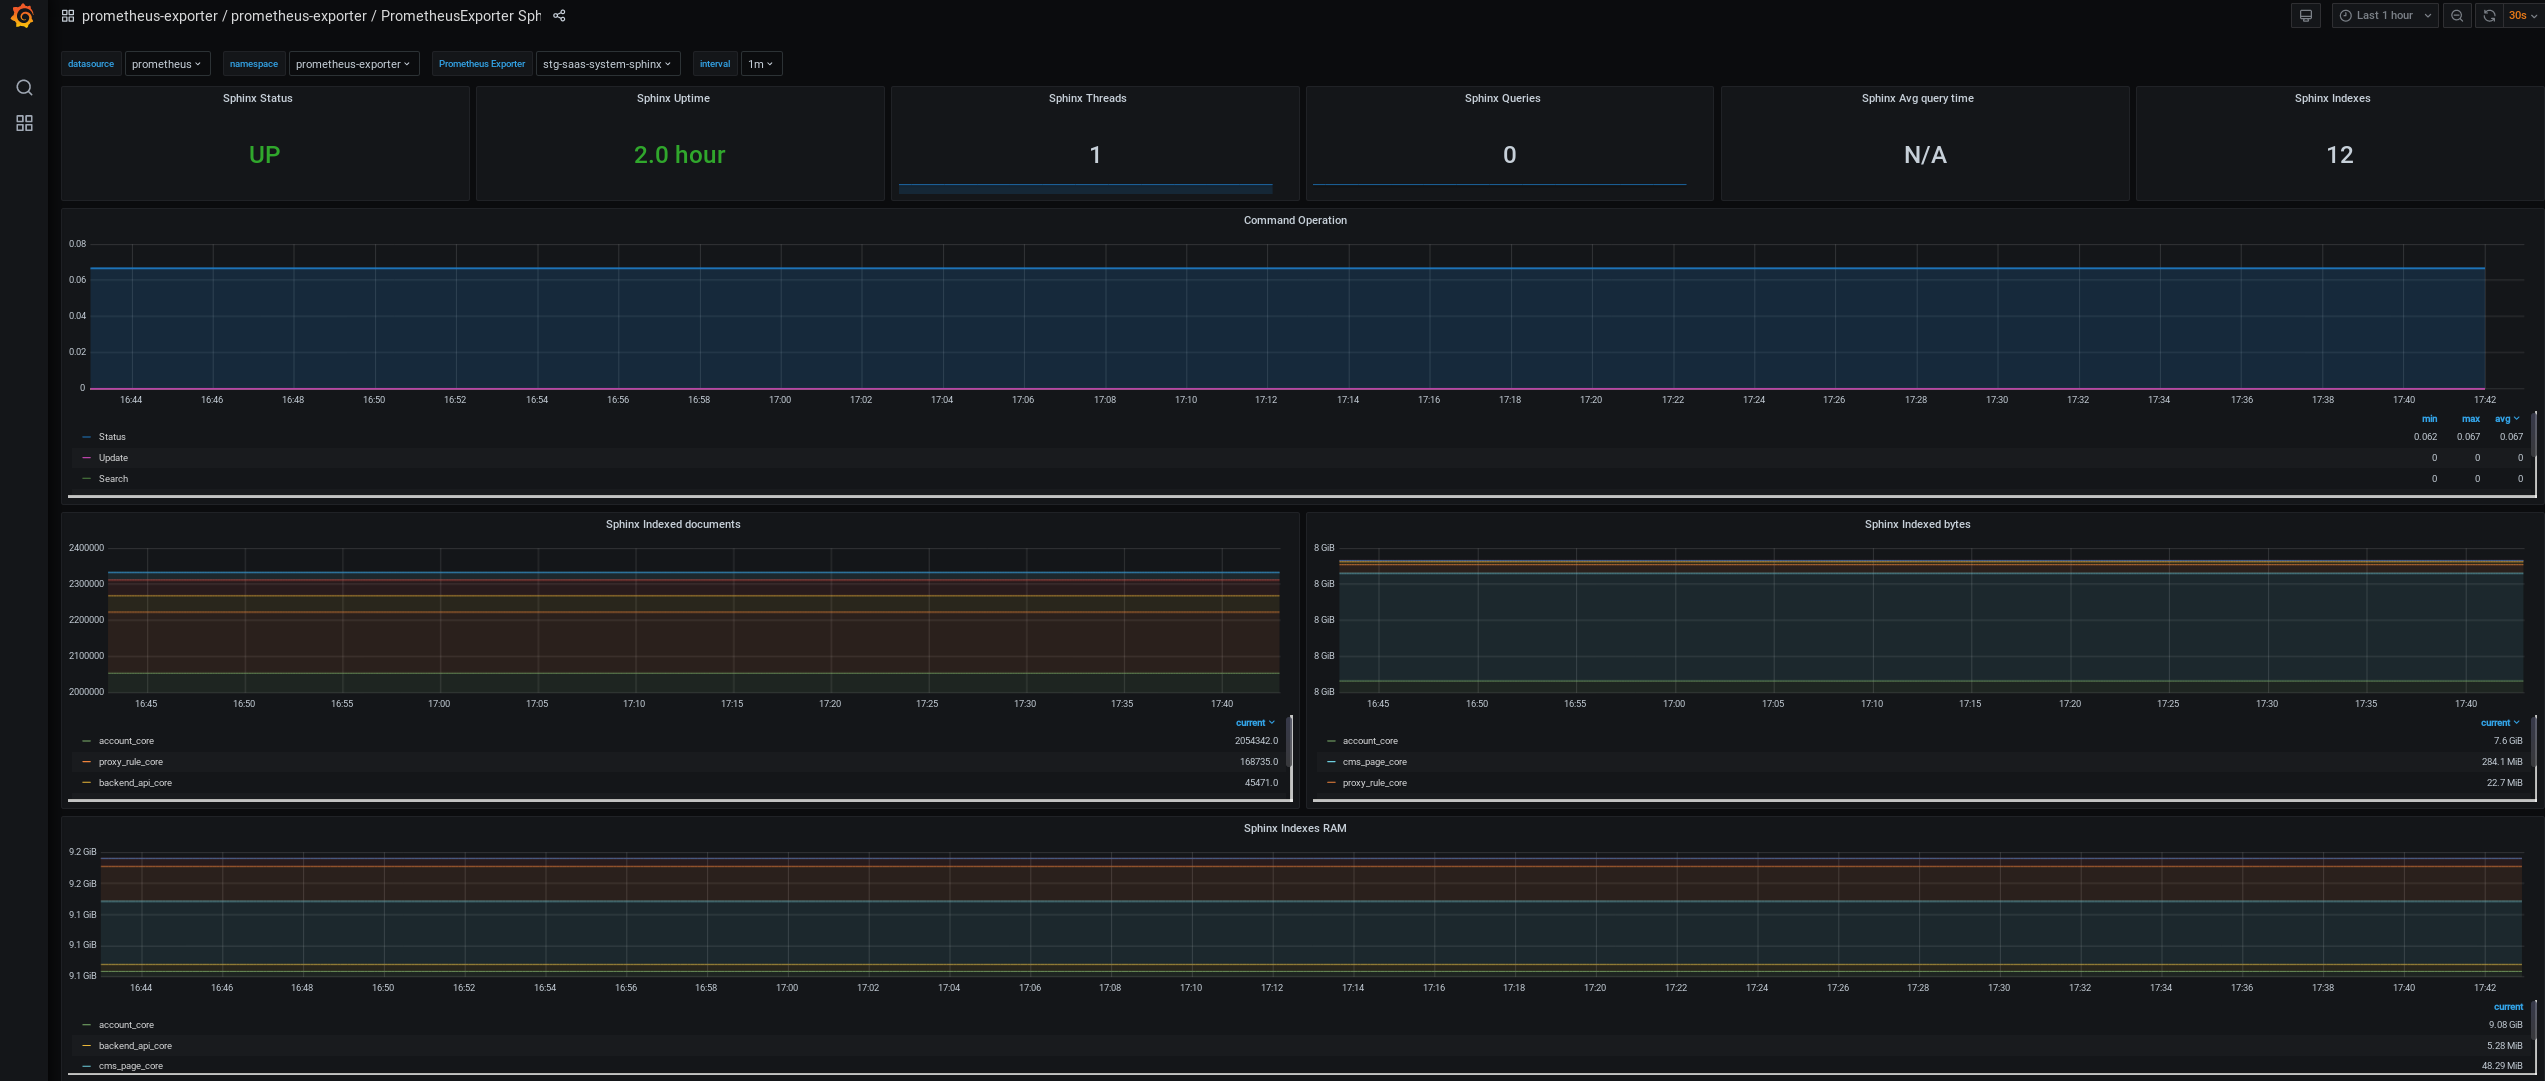 prometheus-exporter / prometheus-exporter / PrometheusExporter Sph
Last 1 hour
30s
datasource prometheus namespace prometheus-exporter Prometheus Exporter stg-saas-system-sphinx interval 1m
Sphinx Status
UP
Sphinx Uptime
2.0 hour
Sphinx Threads
1
Sphinx Queries
0
Sphinx Avg query time
N/A
Sphinx Indexes
12
Command Operation
0.08
0.06
0.04
0.02
0
16:44 16:46 16:48 16:50 16:52 16:54 16:56 16:58 17:00 17:02 17:04 17:06 17:08 17:10 17:12 17:14 17:16 17:18 17:20 17:22 17:24 17:26 17:28 17:30 17:32 17:34 17:36 17:38 17:40 17:42
min max avg
Status 0.062 0.067 0.067
Update 0 0 0
Search 0 0 0
Sphinx Indexed documents
2400000
2300000
2200000
2100000
2000000
16:45 16:50 16:55 17:00 17:05 17:10 17:15 17:20 17:25 17:30 17:35 17:40
current
account_core 2054342.0
proxy_rule_core 168735.0
backend_api_core 45471.0
Sphinx Indexed bytes
8 GiB
8 GiB
8 GiB
8 GiB
8 GiB
16:45 16:50 16:55 17:00 17:05 17:10 17:15 17:20 17:25 17:30 17:35 17:40
current
account_core 7.6 GiB
cms_page_core 284.1 MiB
proxy_rule_core 22.7 MiB
Sphinx Indexes RAM
9.2 GiB
9.2 GiB
9.1 GiB
9.1 GiB
9.1 GiB
16:44 16:46 16:48 16:50 16:52 16:54 16:56 16:58 17:00 17:02 17:04 17:06 17:08 17:10 17:12 17:14 17:16 17:18 17:20 17:22 17:24 17:26 17:28 17:30 17:32 17:34 17:36 17:38 17:40 17:42
current
account_core 9.08 GiB
backend_api_core 5.28 MiB
cms_page_core 48.29 MiB